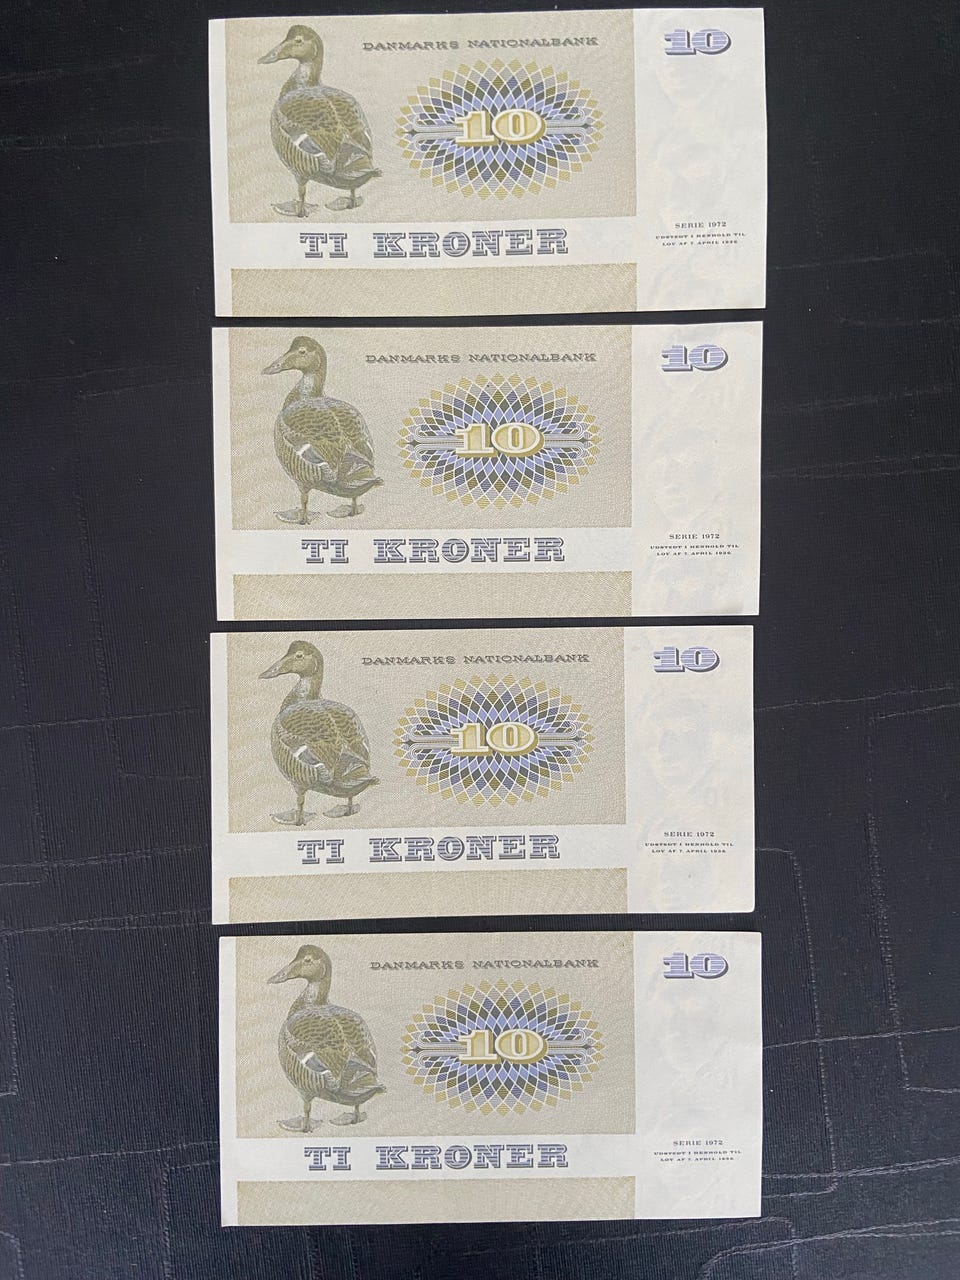 DANMARKS NATIONALBANK
10
10
SERIE 1972
UDSTEDT I HENHOLD TIL
LOV AF 7. APRIL 1936
TI KRONER
DANMARKS NATIONALBANK
10
10
SERIE 1972
UDSTEDT I HENHOLD TIL
LOV AF 7. APRIL 1936
TI KRONER
DANMARKS NATIONALBANK
10
10
SERIE 1972
UDSTEDT I HENHOLD TIL
LOV AF 7. APRIL 1936
TI KRONER
DANMARKS NATIONALBANK
10
10
SERIE 1972
UDSTEDT I HENHOLD TIL
LOV AF 7. APRIL 1936
TI KRONER